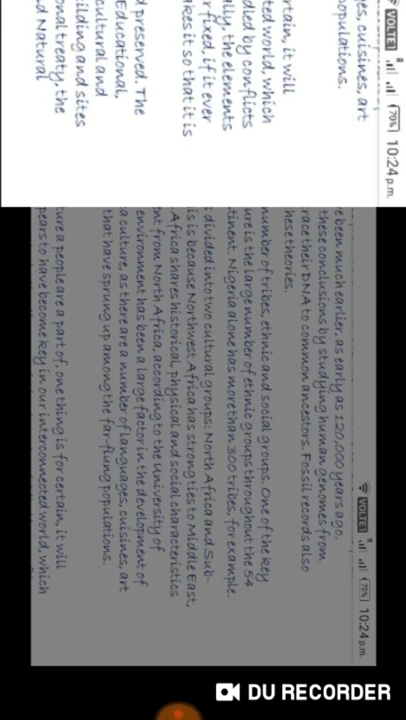 VOLTE R 70% 10:24 p.m.
ges, cuisines, art
populations.
rtain, it will
ted world, which
dled by conflicts
ally, the elements
r fixed, if it ever
akes it so that it is
d preserved. The
Educational,
cultural and
ilding and sites
onal treaty, the
d Natural
VOLTE R 70% 10:24 p.m.
e been much earlier, as early as 120,000 years ago.
these conclusions by studying human genomes from
race their DNA to common ancestors. Fossil records also
hese theories.
number of tribes, ethnic and social groups. One of the key
ure is the large number of ethnic groups throughout the 54
tinent. Nigeria alone has more than 300 tribes, for example.
divided into two cultural groups: North Africa and Sub-
is is because Northwest Africa has strong ties to Middle East,
Africa shares historical, physical and social characteristics
ent from North Africa, according to the University of
environment has been a large factor in the development of
a culture, as there are a number of languages, cuisines, art
that have sprung up among the far-flung populations.
ture a people are a part of, one thing is for certain, it will
pears to have become key in our interconnected world, which
DU RECORDER